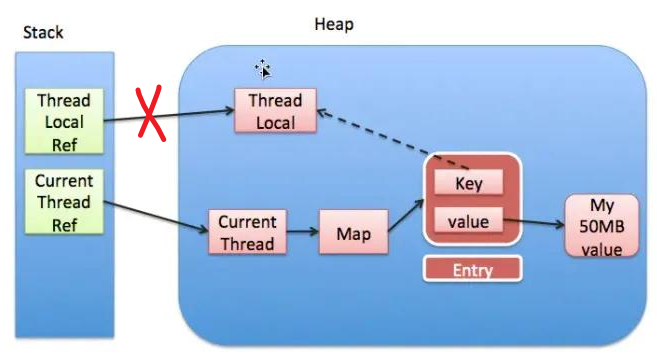 Stack
Heap
Thread
Local
Ref
Thread
Local
Current
Thread
Ref
Key
value
Current
Thread
Map
My
50MB
value
Entry